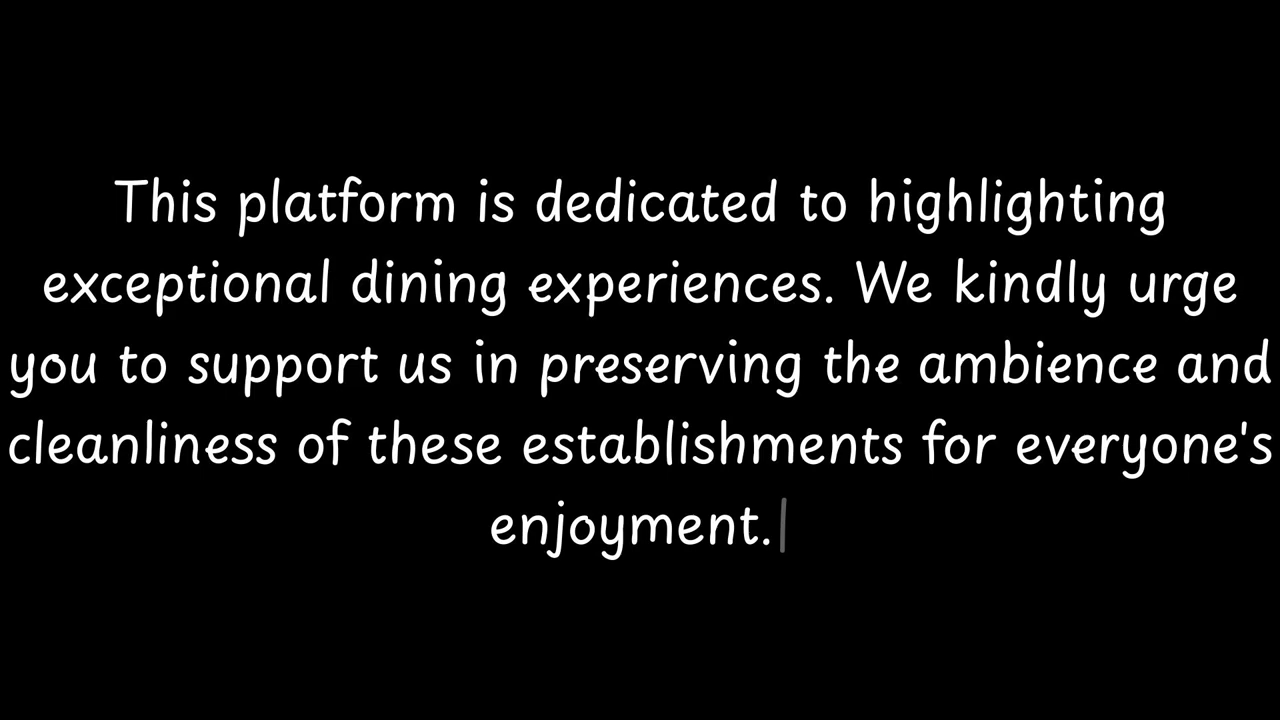 This platform is dedicated to highlighting
exceptional dining experiences. We kindly urge
you to support us in preserving the ambience and
cleanliness of these establishments for everyone's
enjoyment.